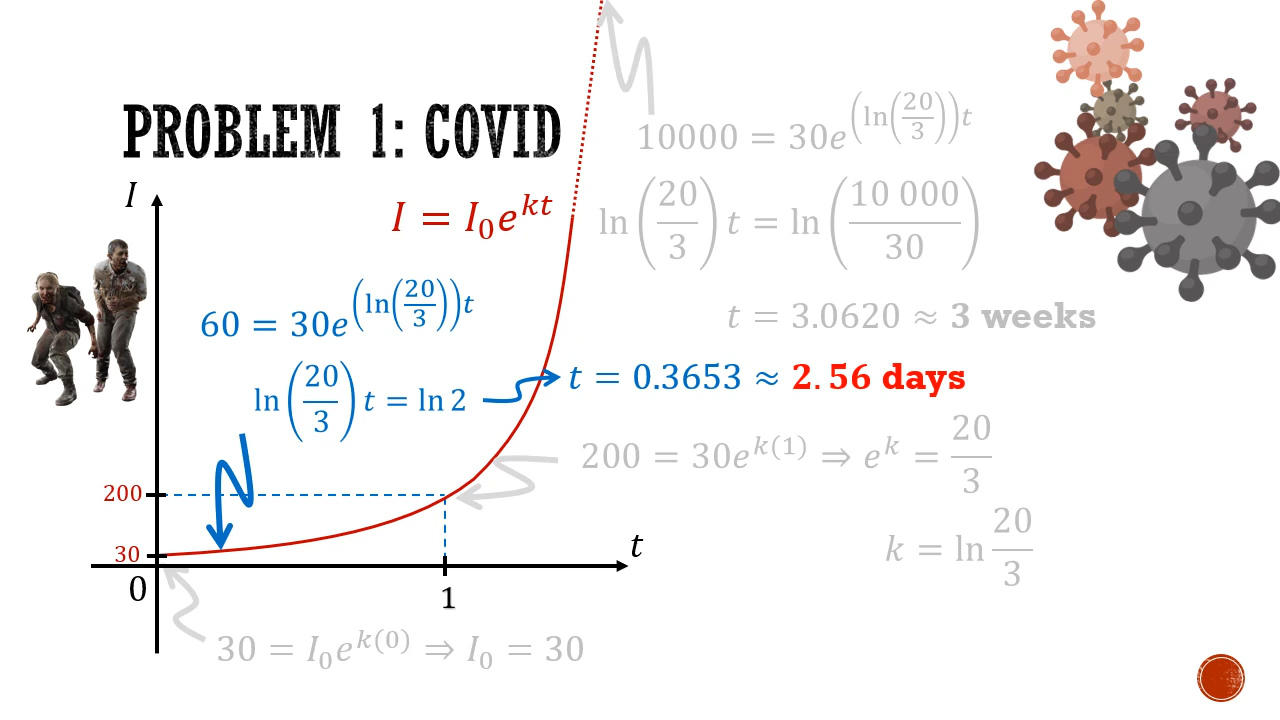 PROBLEM 1: COVID
I
I = I₀e^{kt}
10000 = 30e^{(ln(20/3))t}
ln(20/3)t = ln(10 000/30)
t = 3.0620 ≈ 3 weeks
60 = 30e^{(ln(20/3))t}
ln(20/3)t = ln 2
t = 0.3653 ≈ 2.56 days
200 = 30e^{k(1)} ⇒ e^k = 20/3
k = ln 20/3
200
30
t
0
1
30 = I₀e^{k(0)} ⇒ I₀ = 30